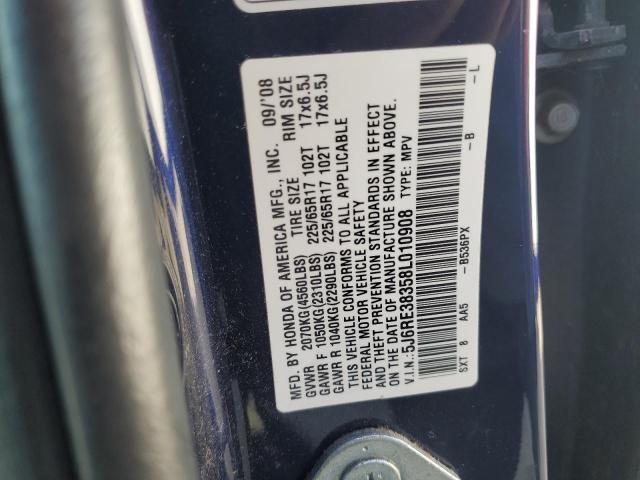 MFD. BY HONDA OF AMERICA MFG., INC. 09/'08
TIRE SIZE RIM SIZE
GVWR 2070KG(4560LBS)
GAWR F 1050KG(2310LBS) 225/65R17 102T 17x6.5J
GAWR R 1040KG(2290LBS) 225/65R17 102T 17x6.5J
THIS VEHICLE CONFORMS TO ALL APPLICABLE
FEDERAL MOTOR VEHICLE SAFETY
AND THEFT PREVENTION STANDARDS IN EFFECT
ON THE DATE OF MANUFACTURE SHOWN ABOVE.
V.I.N.: 5J6RE38358L010908 TYPE: MPV
SXT 8 AA5 -B536PX -B -L